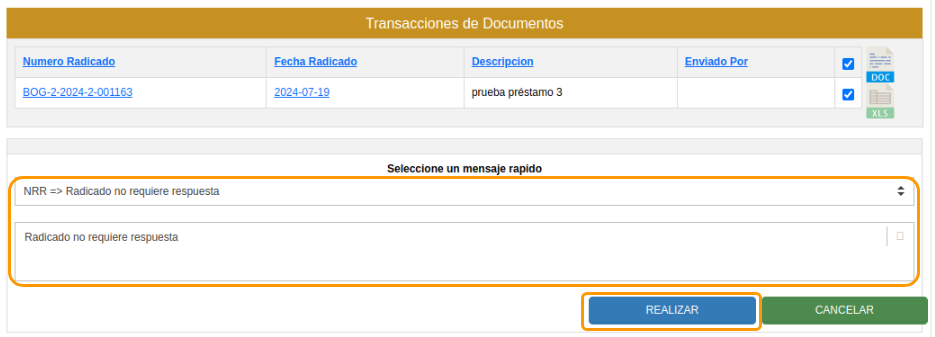 Transacciones de Documentos
Numero Radicado Fecha Radicado Descripcion Enviado Por
DOC
BOG-2-2024-2-001163 2024-07-19 prueba préstamo 3
XLS
Seleccione un mensaje rapido
NRR => Radicado no requiere respuesta
Radicado no requiere respuesta
REALIZAR CANCELAR